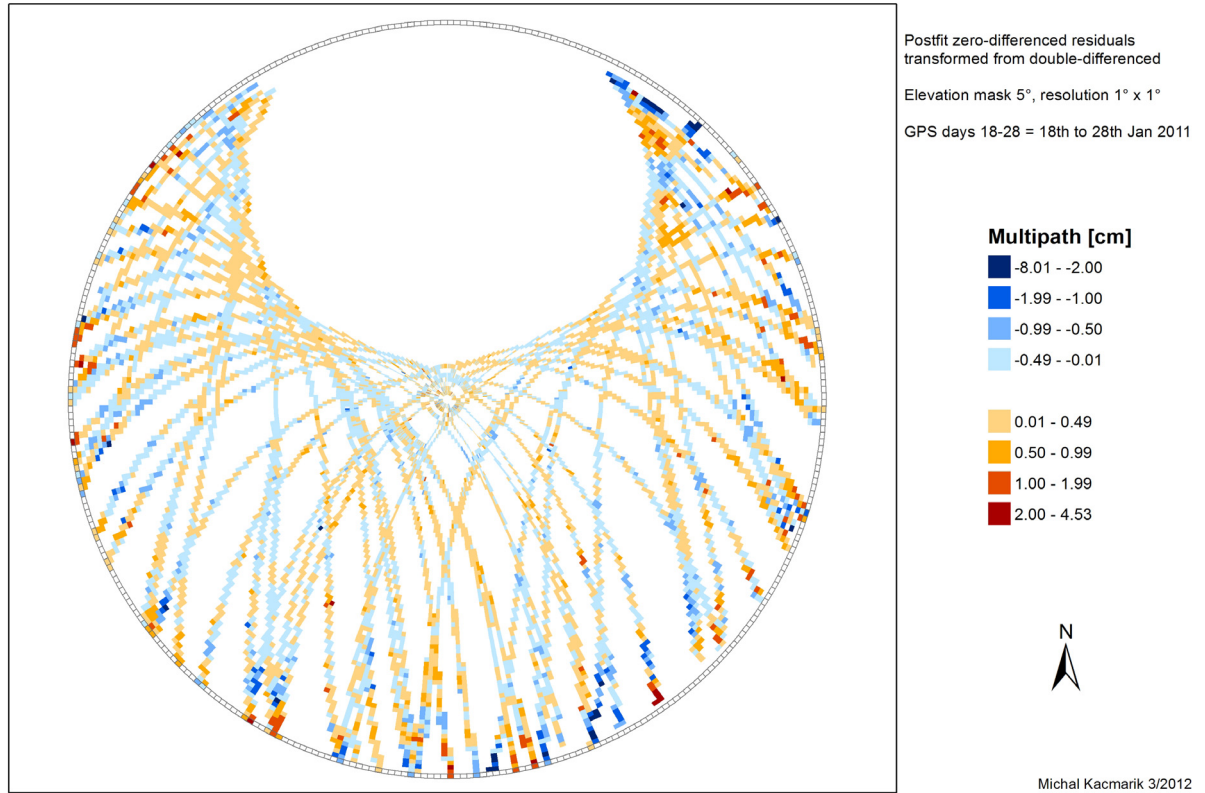 Postfit zero-differenced residuals
transformed from double-differenced
Elevation mask 5°, resolution 1° x 1°
GPS days 18-28 = 18th to 28th Jan 2011
Multipath [cm]
-8.01 - -2.00
-1.99 - -1.00
-0.99 - -0.50
-0.49 - -0.01
0.01 - 0.49
0.50 - 0.99
1.00 - 1.99
2.00 - 4.53
N
Michal Kacmarik 3/2012